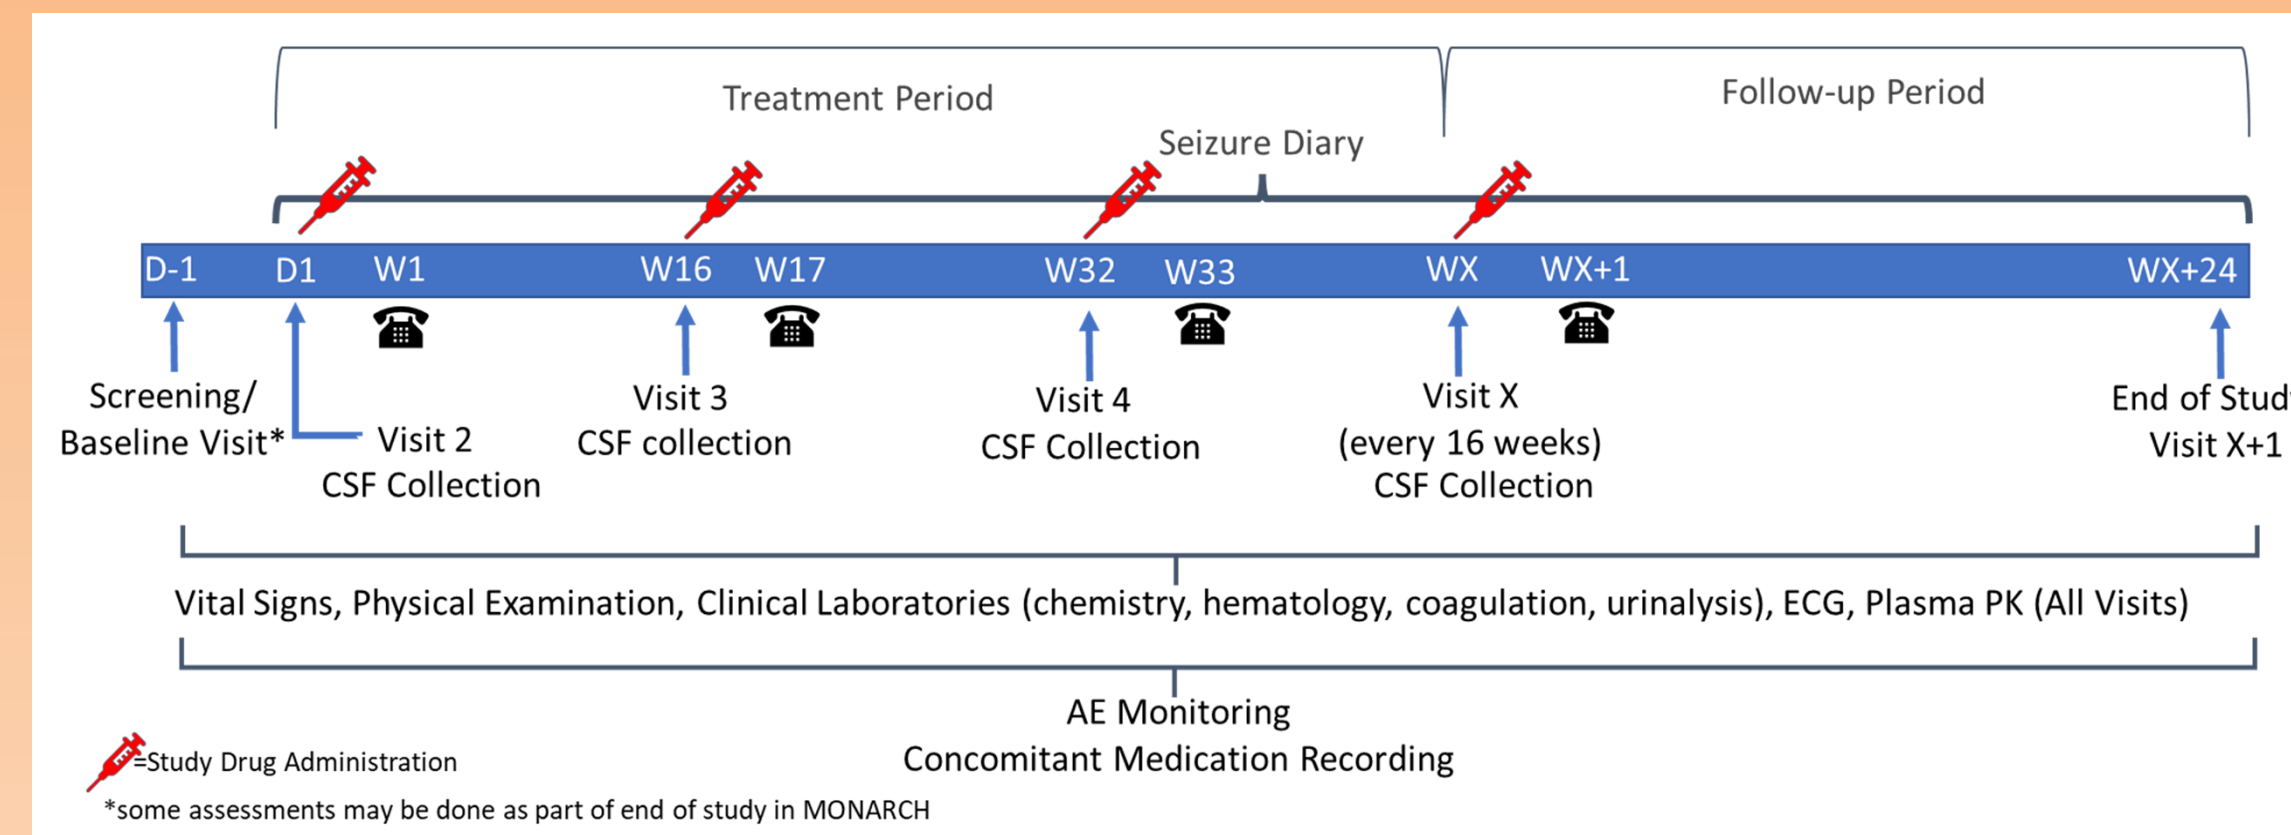 Treatment Period
Follow-up Period
Seizure Diary
D-1 D1 W1 W16 W17 W32 W33 WX WX+1 WX+24
Screening/
Baseline Visit*
Visit 2
CSF Collection
Visit 3
CSF collection
Visit 4
CSF Collection
Visit X
(every 16 weeks)
CSF Collection
End of Study
Visit X+1
Vital Signs, Physical Examination, Clinical Laboratories (chemistry, hematology, coagulation, urinalysis), ECG, Plasma PK (All Visits)
AE Monitoring
Concomitant Medication Recording
=Study Drug Administration
*some assessments may be done as part of end of study in MONARCH